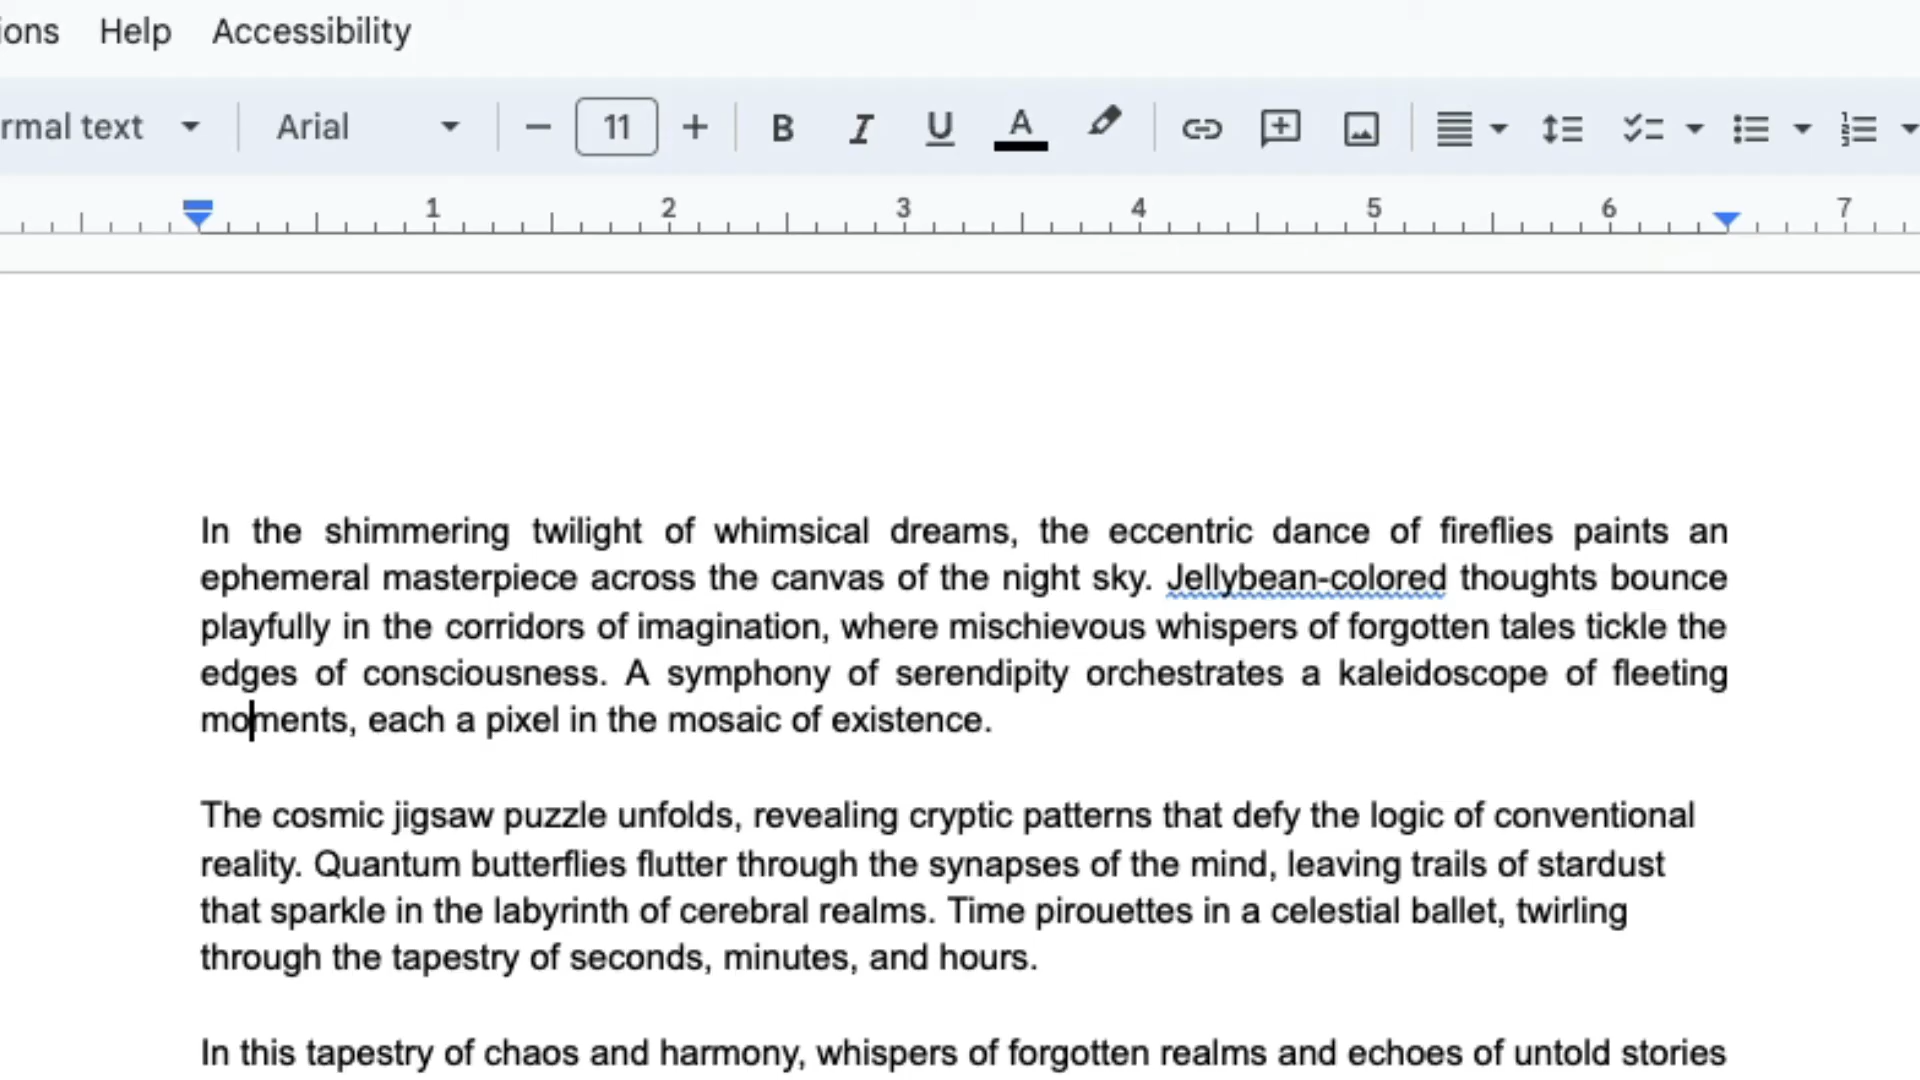 ions Help Accessibility
rmal text Arial 11 B I U A
1 2 3 4 5 6 7
In the shimmering twilight of whimsical dreams, the eccentric dance of fireflies paints an
ephemeral masterpiece across the canvas of the night sky. Jellybean-colored thoughts bounce
playfully in the corridors of imagination, where mischievous whispers of forgotten tales tickle the
edges of consciousness. A symphony of serendipity orchestrates a kaleidoscope of fleeting
moments, each a pixel in the mosaic of existence.
The cosmic jigsaw puzzle unfolds, revealing cryptic patterns that defy the logic of conventional
reality. Quantum butterflies flutter through the synapses of the mind, leaving trails of stardust
that sparkle in the labyrinth of cerebral realms. Time pirouettes in a celestial ballet, twirling
through the tapestry of seconds, minutes, and hours.
In this tapestry of chaos and harmony, whispers of forgotten realms and echoes of untold stories